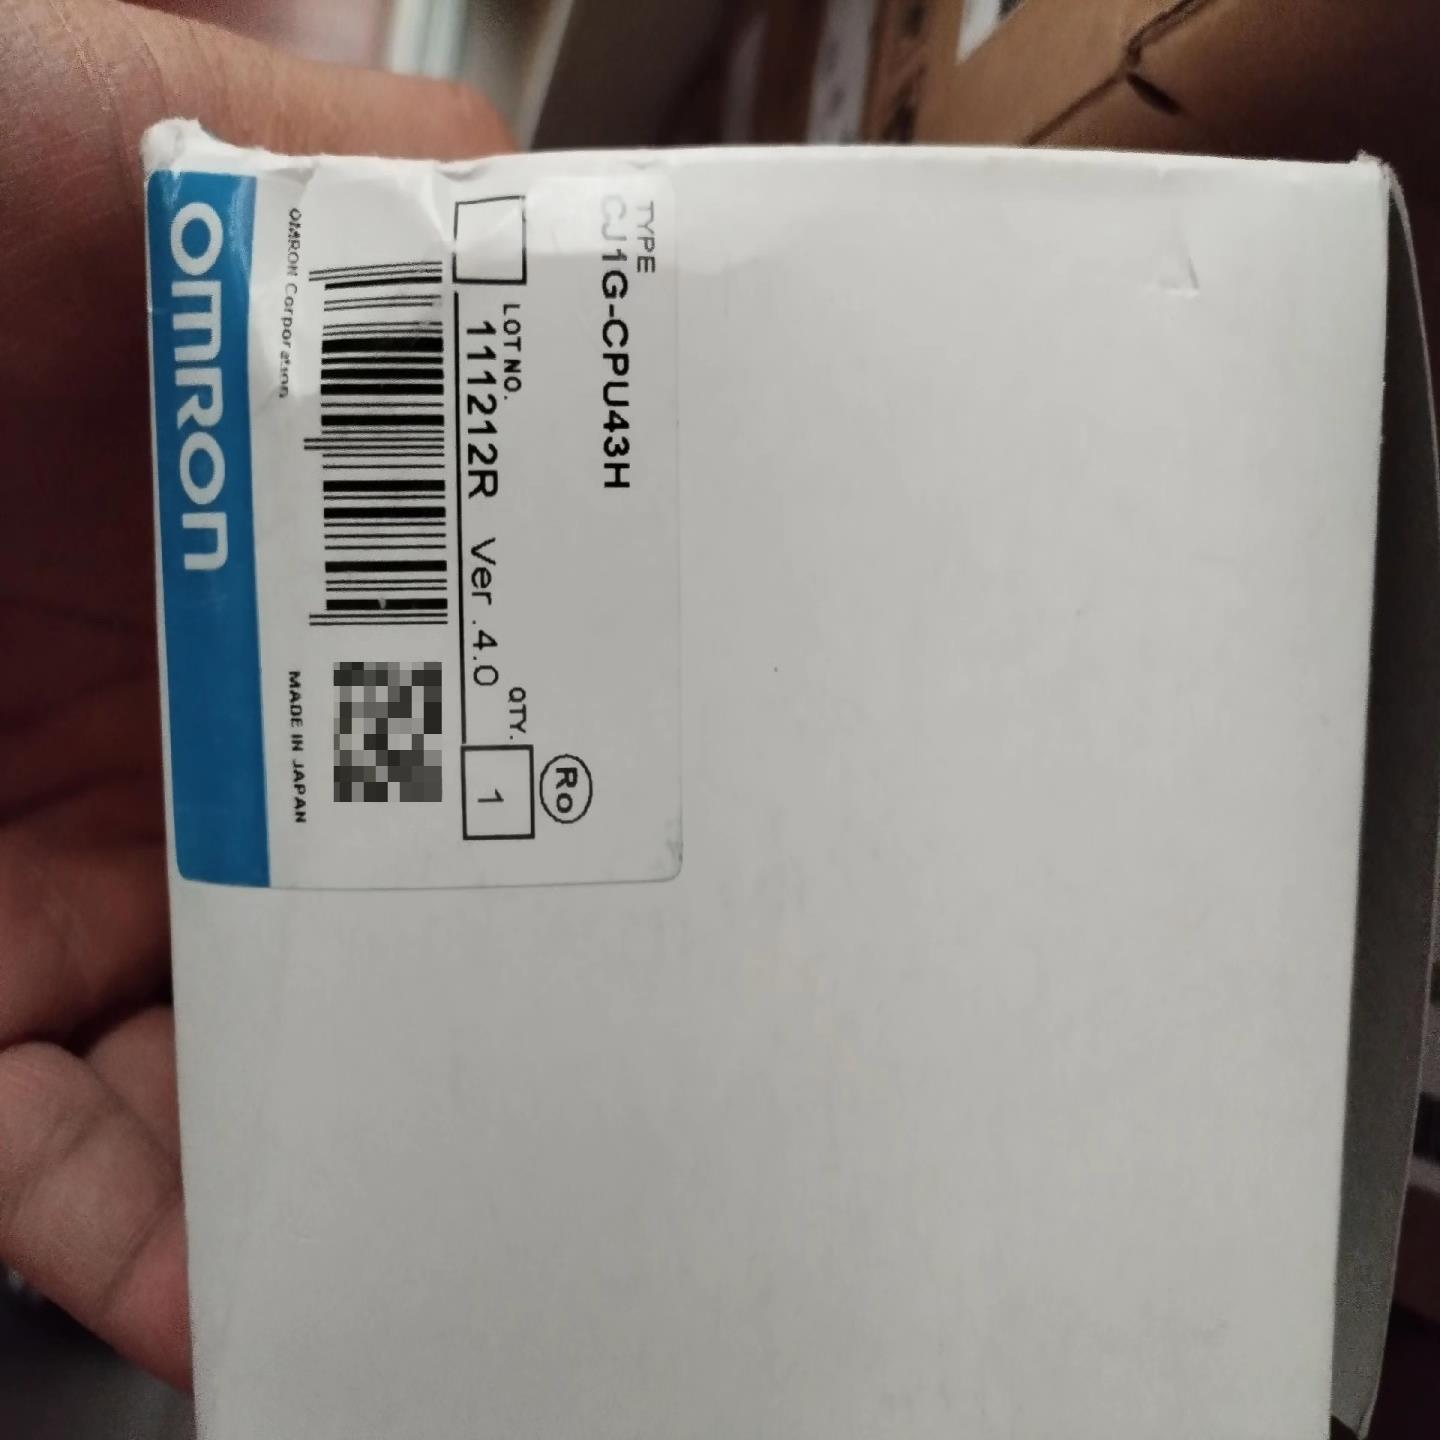 TYPE
CJ1G-CPU43H
Ro
LOT NO.
QTY.
111212R Ver.4.0
1
OMRON Corporation
MADE IN JAPAN
OMRON